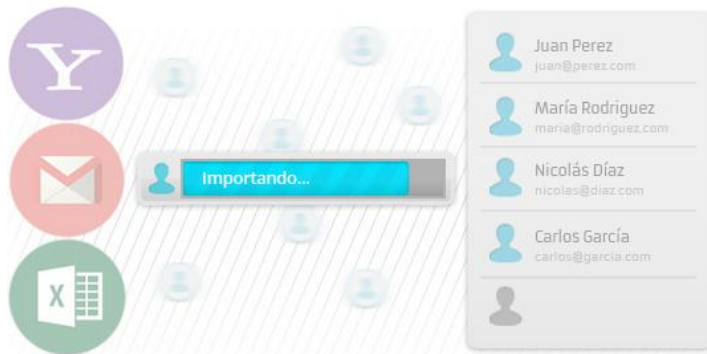 Y
X
Importando...
Juan Perez
juan@perez.com
María Rodriguez
maria@rodriguez.com
Nicolás Díaz
nicolas@diaz.com
Carlos García
carlos@garcia.com